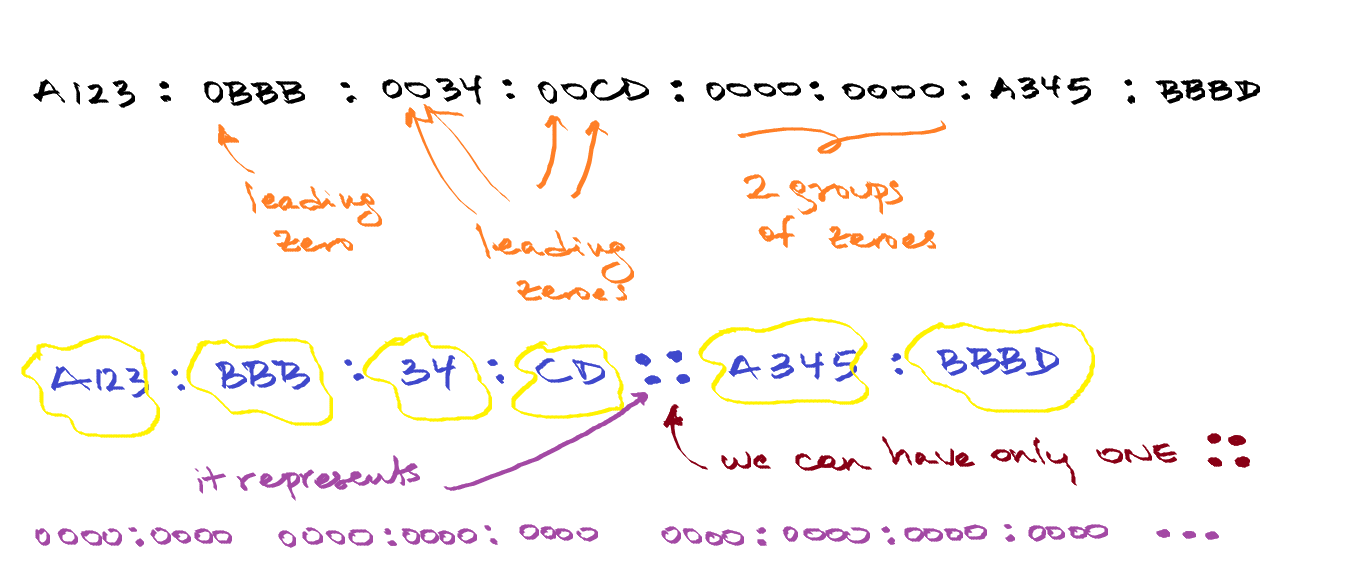 A123 : 0BBB : 0034 : 00CD : 0000 : 0000 : A345 : BBBD
leading
zero
leading
zeroes
2 groups
of zeroes
A123 : BBB : 34 : CD :: A345 : BBBD
it represents
we can have only ONE ::
0000:0000 0000:0000:0000 0000:0000:0000:0000 ...